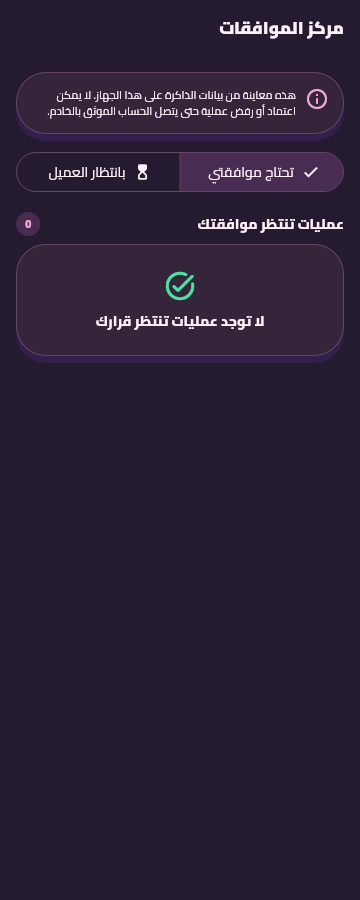 مركز الموافقات
هذه معاينة من بيانات الذاكرة على هذا الجهاز. لا يمكن
اعتماد أو رفض عملية حتى يتصل الحساب الموثق بالخادم.
تحتاج موافقتي
بانتظار العميل
عمليات تنتظر موافقتك
0
لا توجد عمليات تنتظر قرارك